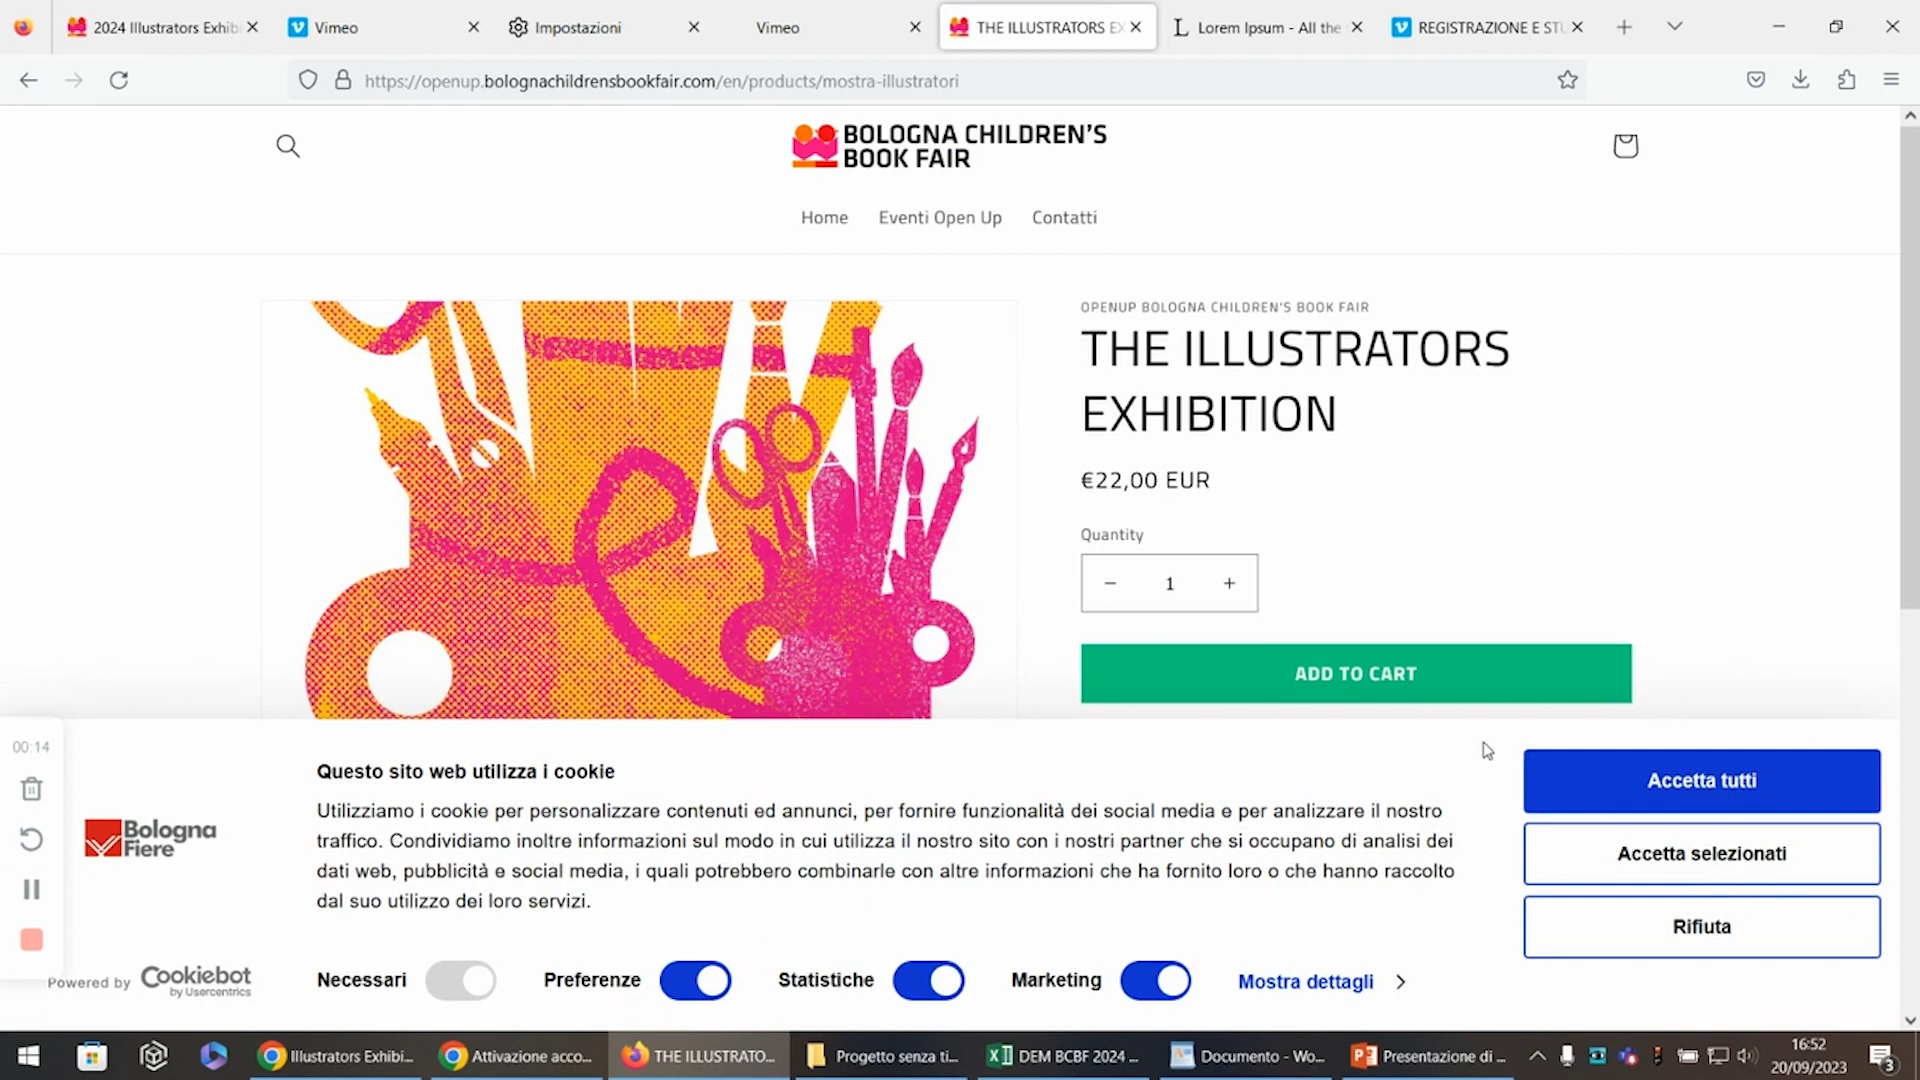 2024 Illustrators Exhib
Vimeo
Impostazioni
Vimeo
THE ILLUSTRATORS EX
Lorem Ipsum - All the
REGISTRAZIONE E STU
https://openup.bolognachildrensbookfair.com/en/products/mostra-illustratori
BOLOGNA CHILDREN'S
BOOK FAIR
Home
Eventi Open Up
Contatti
OPENUP BOLOGNA CHILDREN'S BOOK FAIR
THE ILLUSTRATORS
EXHIBITION
€22,00 EUR
Quantity
− 1 +
ADD TO CART
00:14
Bologna
Fiere
Powered by Cookiebot
by Usercentrics
Questo sito web utilizza i cookie
Utilizziamo i cookie per personalizzare contenuti ed annunci, per fornire funzionalità dei social media e per analizzare il nostro
traffico. Condividiamo inoltre informazioni sul modo in cui utilizza il nostro sito con i nostri partner che si occupano di analisi dei
dati web, pubblicità e social media, i quali potrebbero combinarle con altre informazioni che ha fornito loro o che hanno raccolto
dal suo utilizzo dei loro servizi.
Necessari
Preferenze
Statistiche
Marketing
Mostra dettagli
Accetta tutti
Accetta selezionati
Rifiuta
Illustrators Exhibi...
Attivazione acco...
THE ILLUSTRATO...
Progetto senza ti...
DEM BCBF 2024 ...
Documento - Wo...
Presentazione di ...
16:52
20/09/2023
3